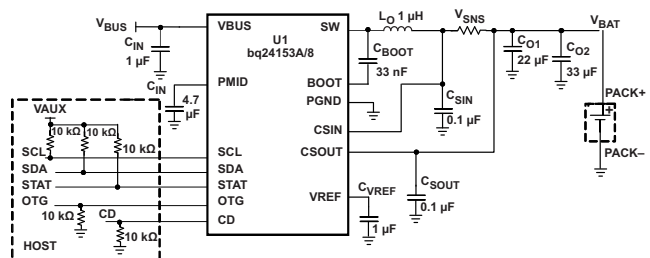 VBUS
CIN
1 µF
VBUS
U1
bq24153A/8
SW
LO 1 µH
VSNS
VBAT
CBOOT
33 nF
CO1
22 µF
CO2
33 µF
PMID
CIN
4.7
µF
BOOT
PGND
CSIN
CSIN
0.1 µF
PACK+
+
PACK–
VAUX
10 kΩ
10 kΩ
10 kΩ
SCL
SDA
STAT
OTG
10 kΩ
CD
10 kΩ
HOST
SCL
SDA
STAT
OTG
CD
CSOUT
CSOUT
0.1 µF
VREF
CVREF
1 µF